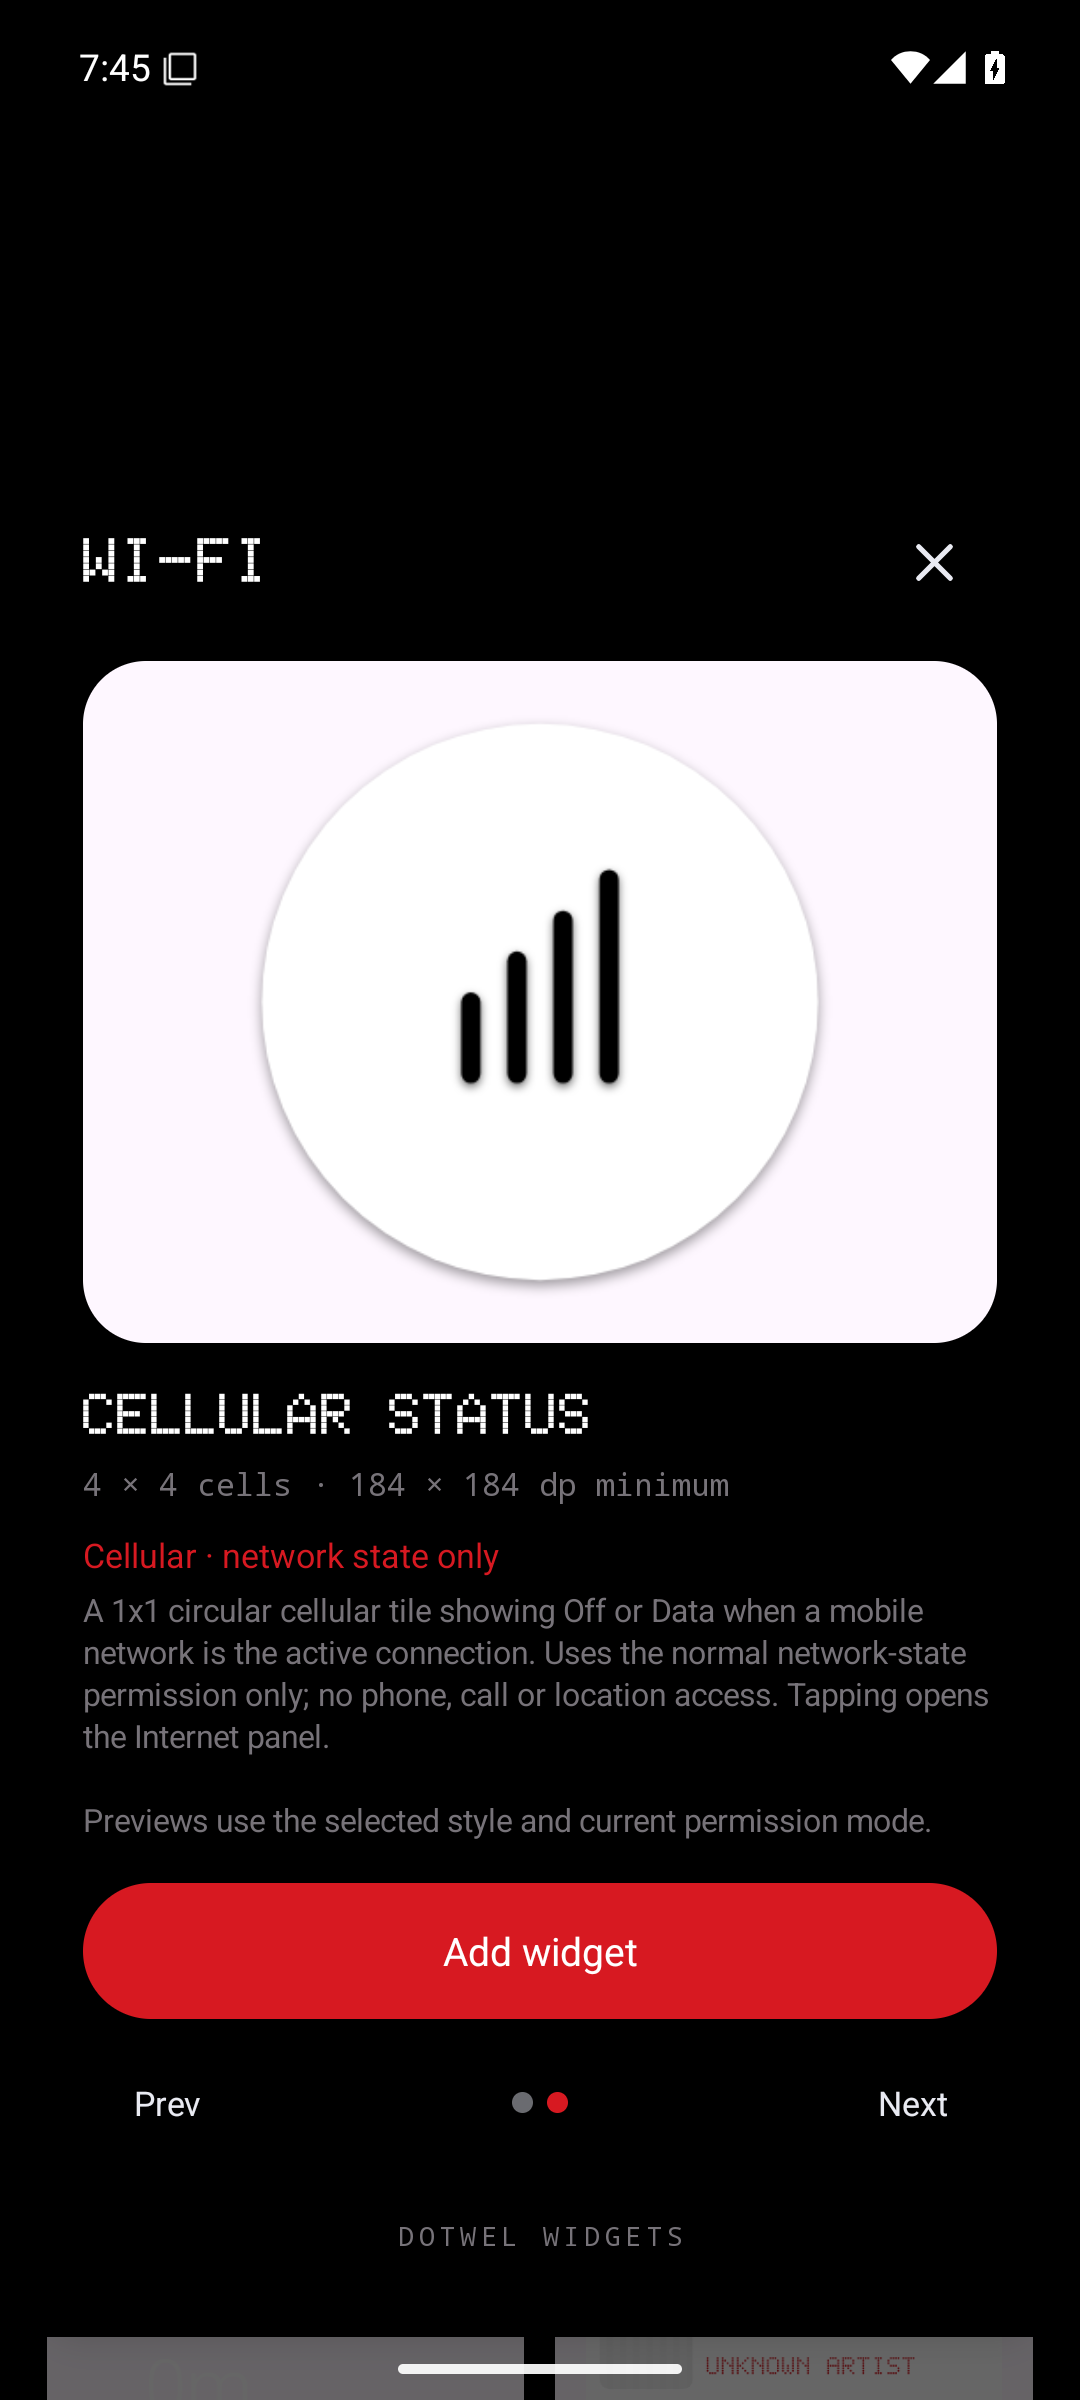 7:45
WI-FI
CELLULAR STATUS
4 × 4 cells · 184 × 184 dp minimum
Cellular · network state only
A 1x1 circular cellular tile showing Off or Data when a mobile
network is the active connection. Uses the normal network-state
permission only; no phone, call or location access. Tapping opens
the Internet panel.
Previews use the selected style and current permission mode.
Add widget
Prev
Next
DOTWEL WIDGETS
UNKNOWN ARTIST